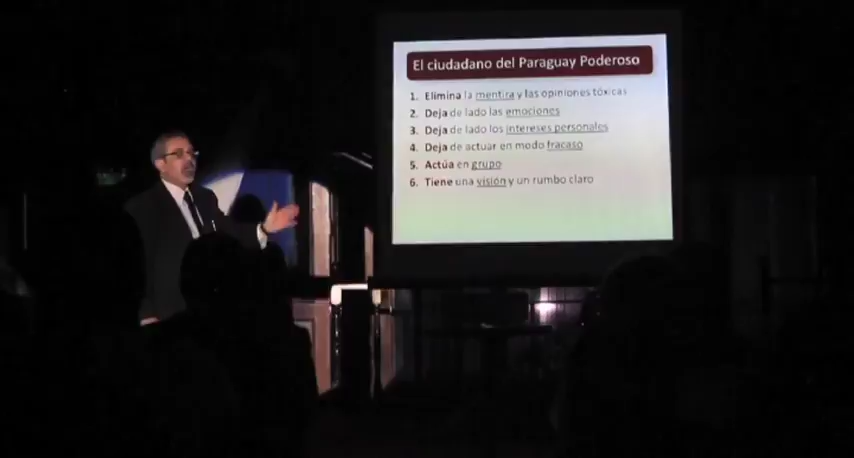 El ciudadano del Paraguay Poderoso
1. Elimina la mentira y las opiniones tóxicas
2. Deja de lado las emociones
3. Deja de lado los intereses personales
4. Deja de actuar en modo fracaso
5. Actúa en grupo
6. Tiene una visión y un rumbo claro